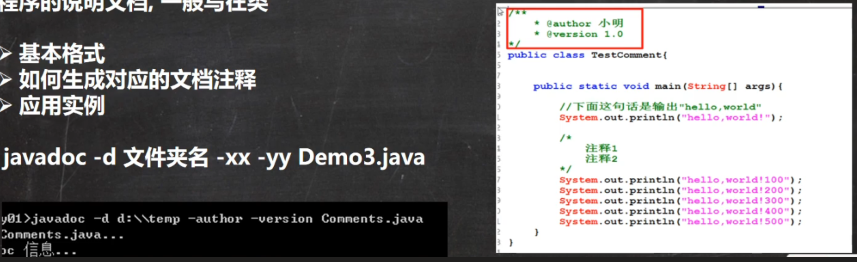 程序的说明文档, 一般写在类
基本格式
如何生成对应的文档注释
应用实例
javadoc -d 文件夹名 -xx -yy Demo3.java
y01>javadoc -d d:\\temp -author -version Comments.java
Comments.java...
oc 信息...
/**
* @author 小明
* @version 1.0
*/
public class TestComment{
public static void main(String[] args){
//下面这句话是输出"hello,world"
System.out.println("hello,world!");
/*
注释1
注释2
*/
System.out.println("hello,world!100");
System.out.println("hello,world!200");
System.out.println("hello,world!300");
System.out.println("hello,world!400");
System.out.println("hello,world!500");
}
}